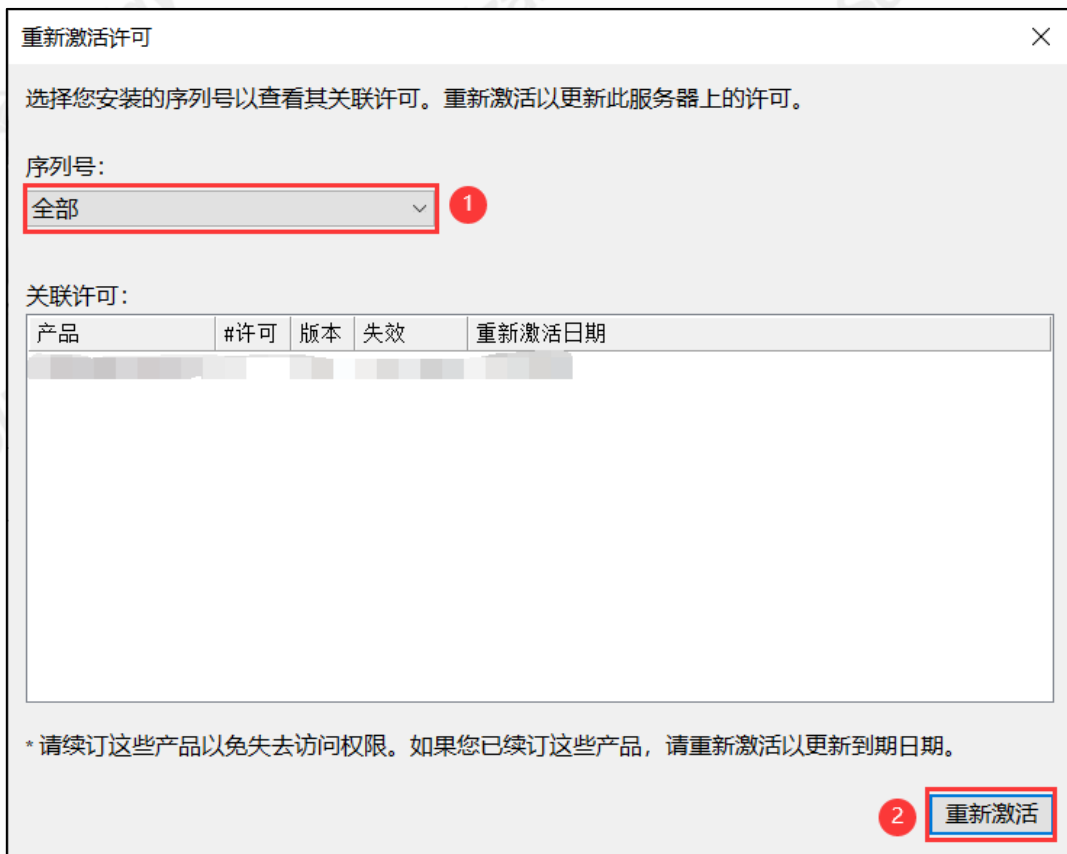 重新激活许可
选择您安装的序列号以查看其关联许可。重新激活以更新此服务器上的许可。
序列号：
全部
1
关联许可：
产品 #许可 版本 失效 重新激活日期
* 请续订这些产品以免失去访问权限。如果您已续订这些产品，请重新激活以更新到期日期。
2 重新激活